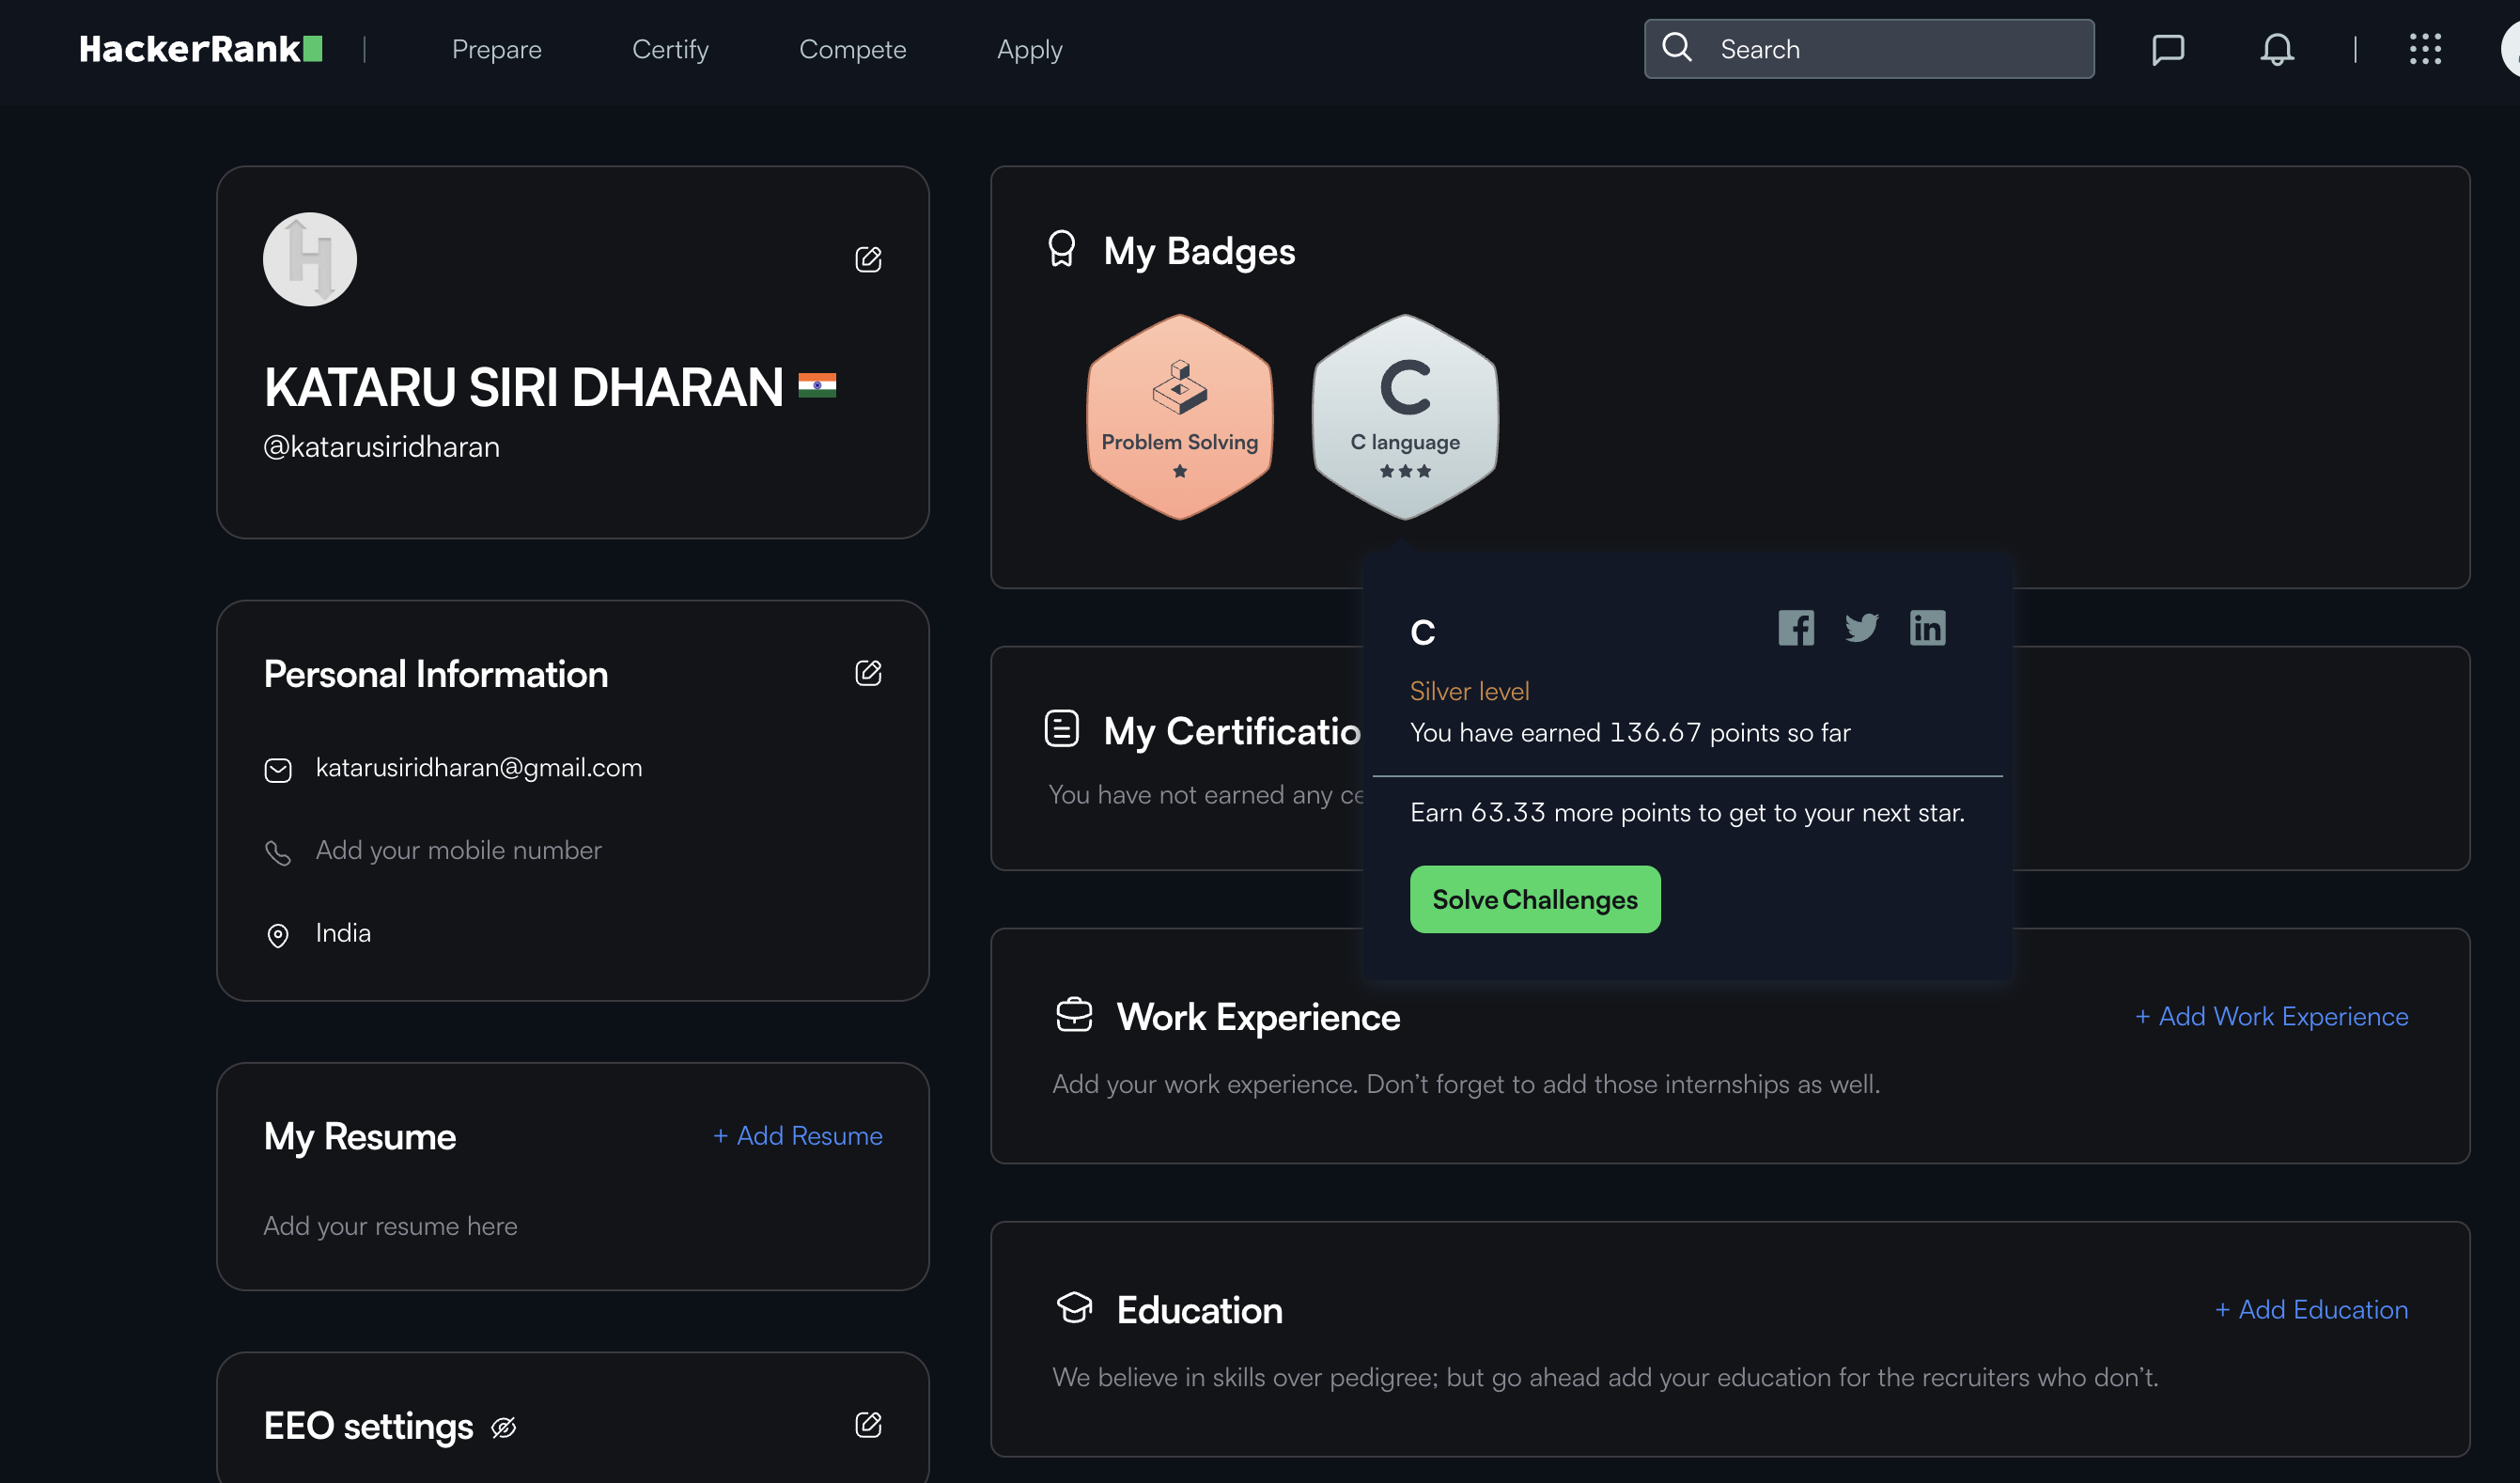 HackerRank
Prepare
Certify
Compete
Apply
Search
KATARU SIRI DHARAN
@katarusiridharan
Personal Information
katarusiridharan@gmail.com
Add your mobile number
India
My Resume
+ Add Resume
Add your resume here
EEO settings
My Badges
Problem Solving
C language
C
Silver level
You have earned 136.67 points so far
Earn 63.33 more points to get to your next star.
Solve Challenges
My Certificatio
You have not earned any ce
Work Experience
+ Add Work Experience
Add your work experience. Don’t forget to add those internships as well.
Education
+ Add Education
We believe in skills over pedigree; but go ahead add your education for the recruiters who don’t.